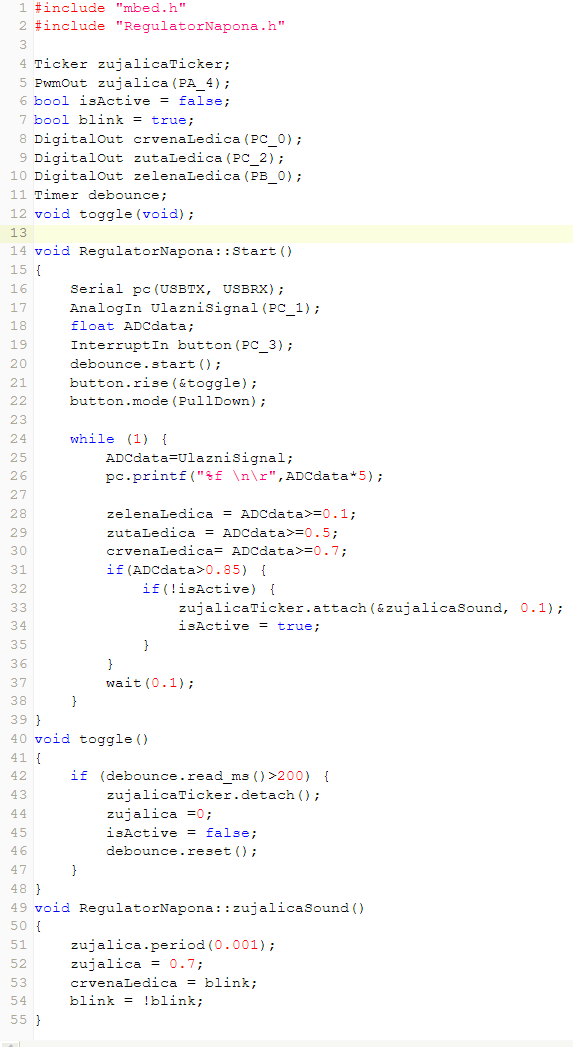 1 #include "mbed.h"
2 #include "RegulatorNapona.h"
3
4 Ticker zujalicaTicker;
5 PwmOut zujalica(PA_4);
6 bool isActive = false;
7 bool blink = true;
8 DigitalOut crvenaLedica(PC_0);
9 DigitalOut zutaLedica(PC_2);
10 DigitalOut zelenaLedica(PB_0);
11 Timer debounce;
12 void toggle(void);
13
14 void RegulatorNapona::Start()
15 {
16     Serial pc(USBTX, USBRX);
17     AnalogIn UlazniSignal(PC_1);
18     float ADCdata;
19     InterruptIn button(PC_3);
20     debounce.start();
21     button.rise(&toggle);
22     button.mode(PullDown);
23
24     while (1) {
25         ADCdata=UlazniSignal;
26         pc.printf("%f \n\r",ADCdata*5);
27
28         zelenaLedica = ADCdata>=0.1;
29         zutaLedica = ADCdata>=0.5;
30         crvenaLedica= ADCdata>=0.7;
31         if(ADCdata>0.85) {
32             if(!isActive) {
33                 zujalicaTicker.attach(&zujalicaSound, 0.1);
34                 isActive = true;
35             }
36         }
37         wait(0.1);
38     }
39 }
40 void toggle()
41 {
42     if (debounce.read_ms()>200) {
43         zujalicaTicker.detach();
44         zujalica =0;
45         isActive = false;
46         debounce.reset();
47     }
48 }
49 void RegulatorNapona::zujalicaSound()
50 {
51     zujalica.period(0.001);
52     zujalica = 0.7;
53     crvenaLedica = blink;
54     blink = !blink;
55 }